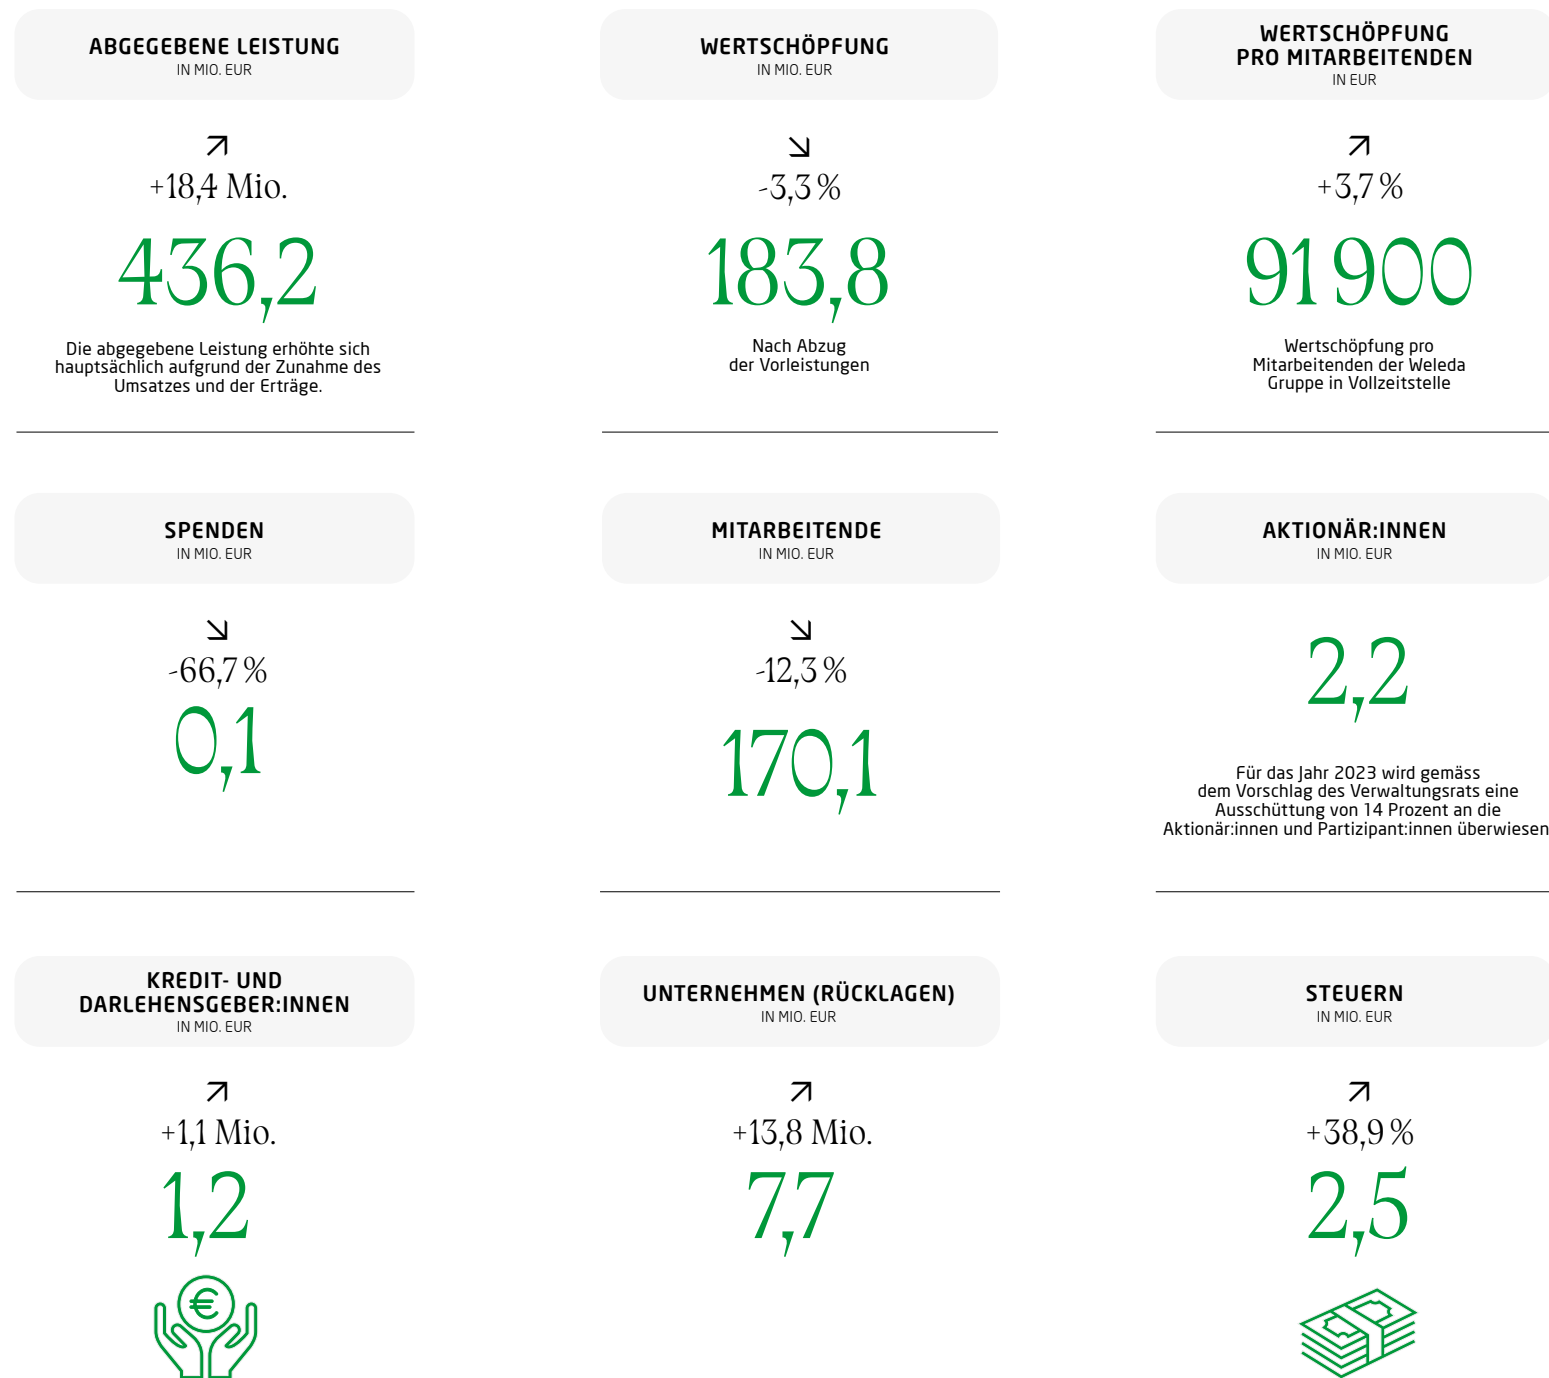 ABGEGEBENE LEISTUNG
IN MIO. EUR
+18,4 Mio.
436,2
Die abgegebene Leistung erhöhte sich
hauptsächlich aufgrund der Zunahme des
Umsatzes und der Erträge.
WERTSCHÖPFUNG
IN MIO. EUR
-3,3 %
183,8
Nach Abzug
der Vorleistungen
WERTSCHÖPFUNG
PRO MITARBEITENDEN
IN EUR
+3,7 %
91 900
Wertschöpfung pro
Mitarbeitenden der Weleda
Gruppe in Vollzeitstelle
SPENDEN
IN MIO. EUR
-66,7 %
0,1
MITARBEITENDE
IN MIO. EUR
-12,3 %
170,1
AKTIONÄR:INNEN
IN MIO. EUR
2,2
Für das Jahr 2023 wird gemäss
dem Vorschlag des Verwaltungsrats eine
Ausschüttung von 14 Prozent an die
Aktionär:innen und Partizipant:innen überwiesen
KREDIT- UND
DARLEHENSGEBER:INNEN
IN MIO. EUR
+1,1 Mio.
1,2
UNTERNEHMEN (RÜCKLAGEN)
IN MIO. EUR
+13,8 Mio.
7,7
STEUERN
IN MIO. EUR
+38,9 %
2,5
€